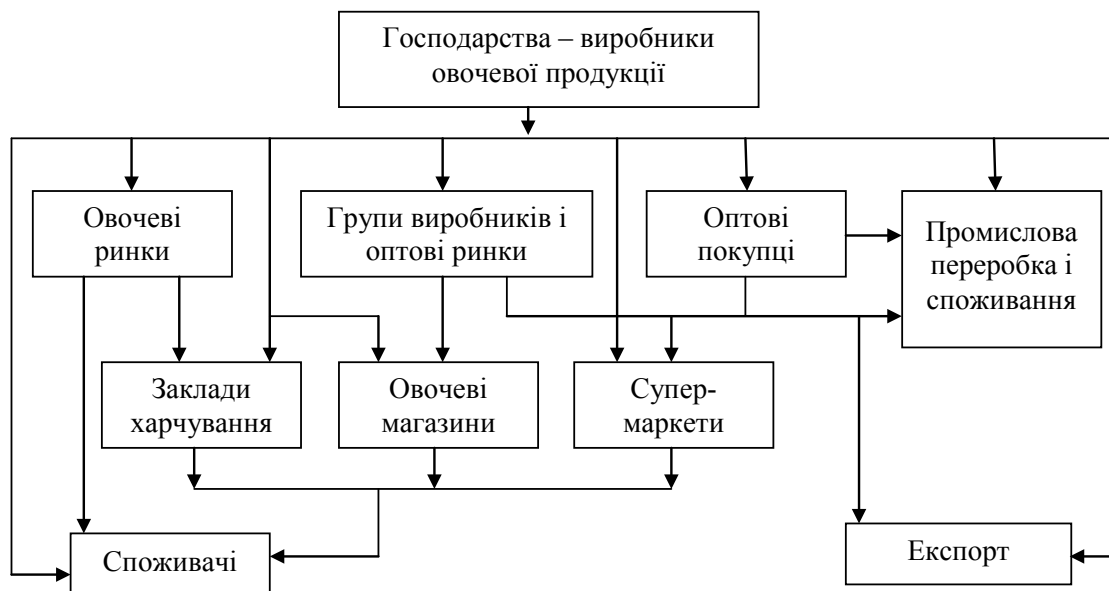 Господарства – виробники
овочевої продукції
Овочеві
ринки
Групи виробників і
оптові ринки
Оптові
покупці
Промислова
переробка і
споживання
Заклади
харчування
Овочеві
магазини
Супер-
маркети
Споживачі
Експорт